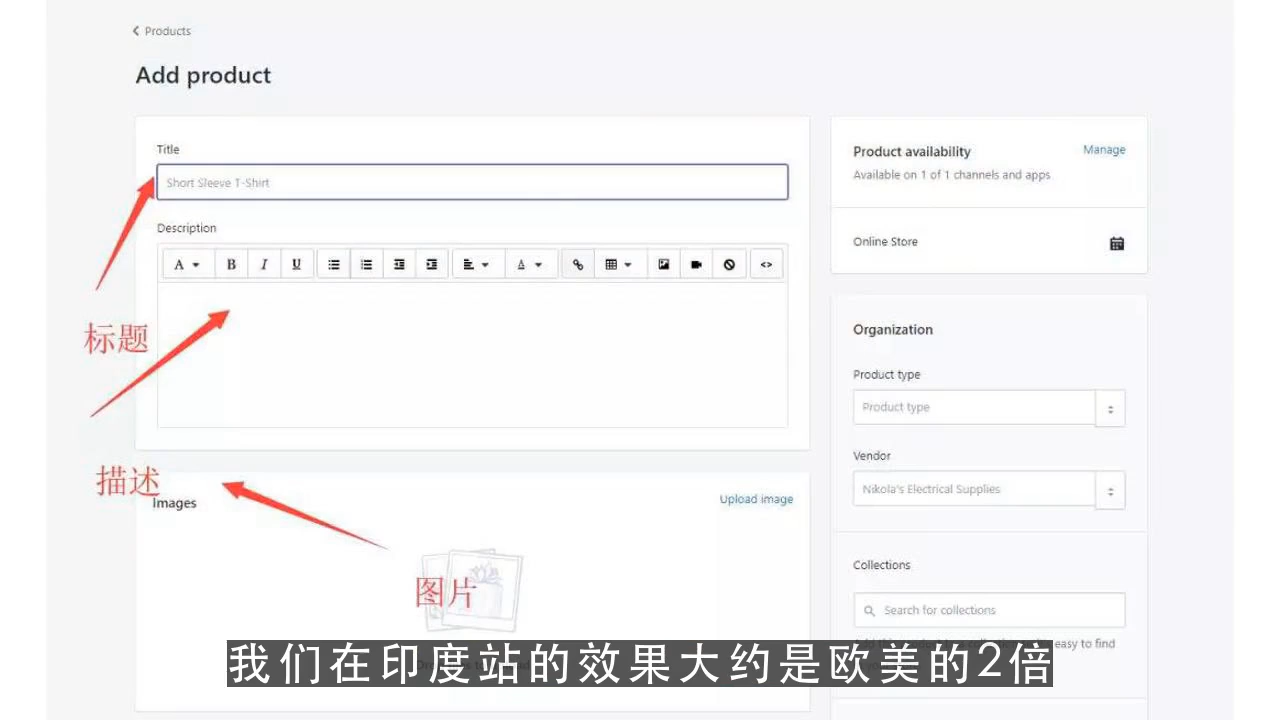 Products
Add product
Title
Short Sleeve T-Shirt
Description
A
B
I
U
A
标题
描述
Images
Upload image
图片
Product availability
Manage
Available on 1 of 1 channels and apps
Online Store
Organization
Product type
Product type
Vendor
Nikola's Electrical Supplies
Collections
Search for collections
easy to find
我们在印度站的效果大约是欧美的2倍